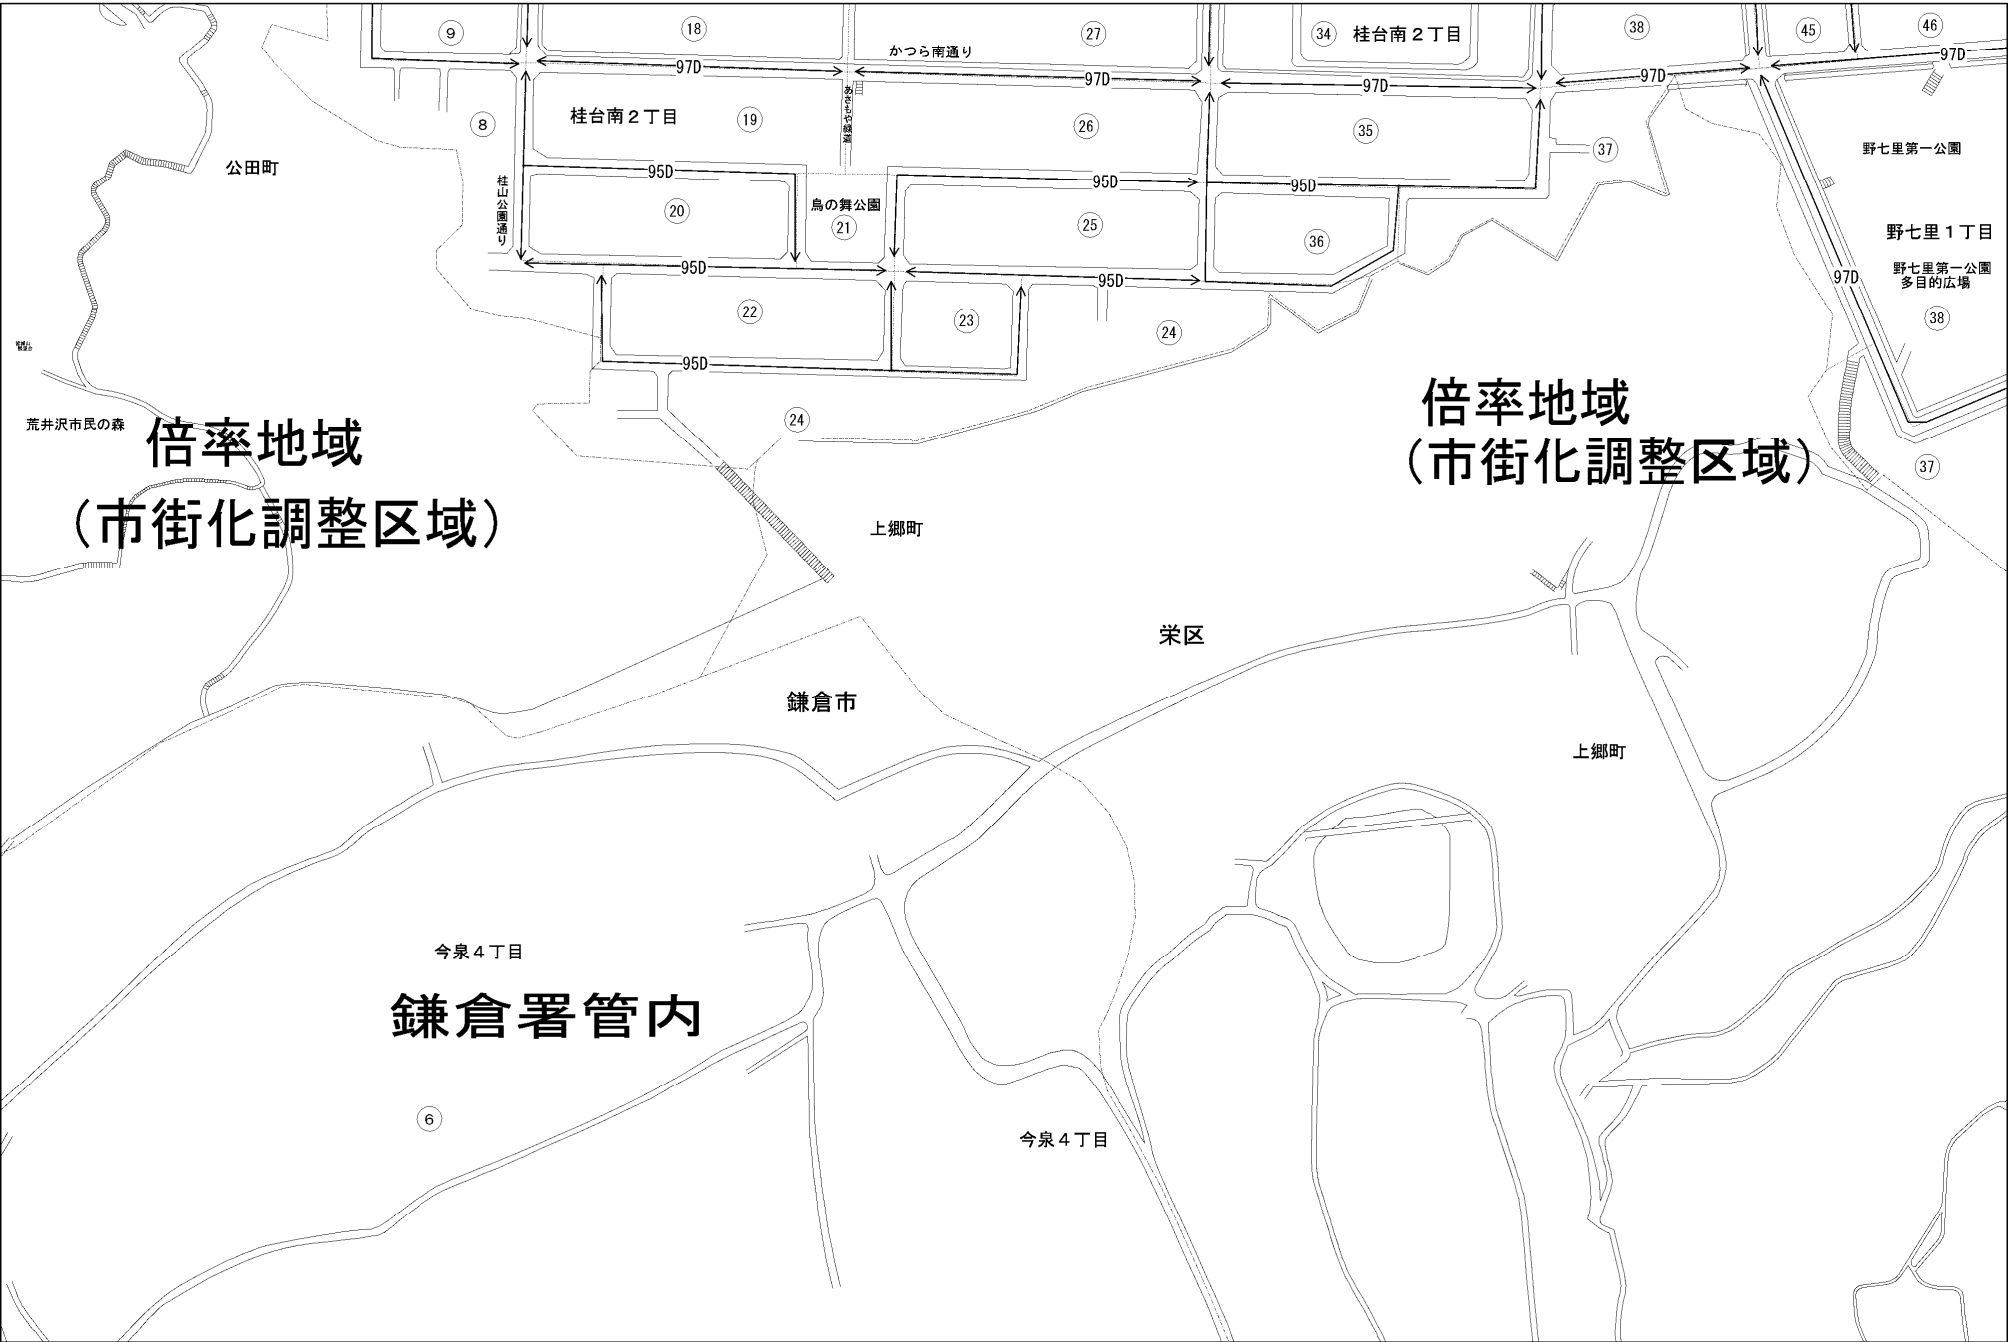 9
18
27
34
桂台南２丁目
38
45
46
かつら南通り
97D
97D
97D
97D
97D
8
桂台南２丁目
19
あさもや緑道
26
35
37
野七里第一公園
公田町
95D
95D
95D
桂山公園通り
20
鳥の舞公園
21
25
36
野七里１丁目
野七里第一公園
多目的広場
97D
38
95D
95D
22
23
24
95D
荒井沢市民の森
倍率地域
（市街化調整区域）
24
倍率地域
（市街化調整区域）
37
上郷町
栄区
鎌倉市
上郷町
今泉４丁目
鎌倉署管内
6
今泉４丁目